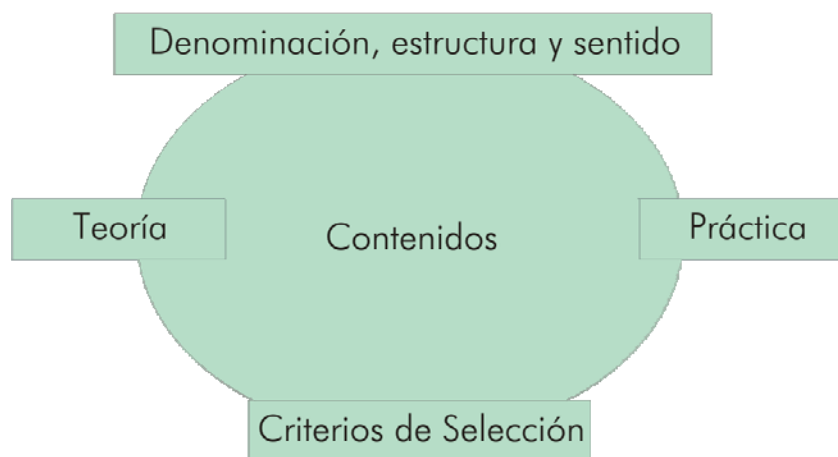 Denominación, estructura y sentido
Teoría
Contenidos
Práctica
Criterios de Selección